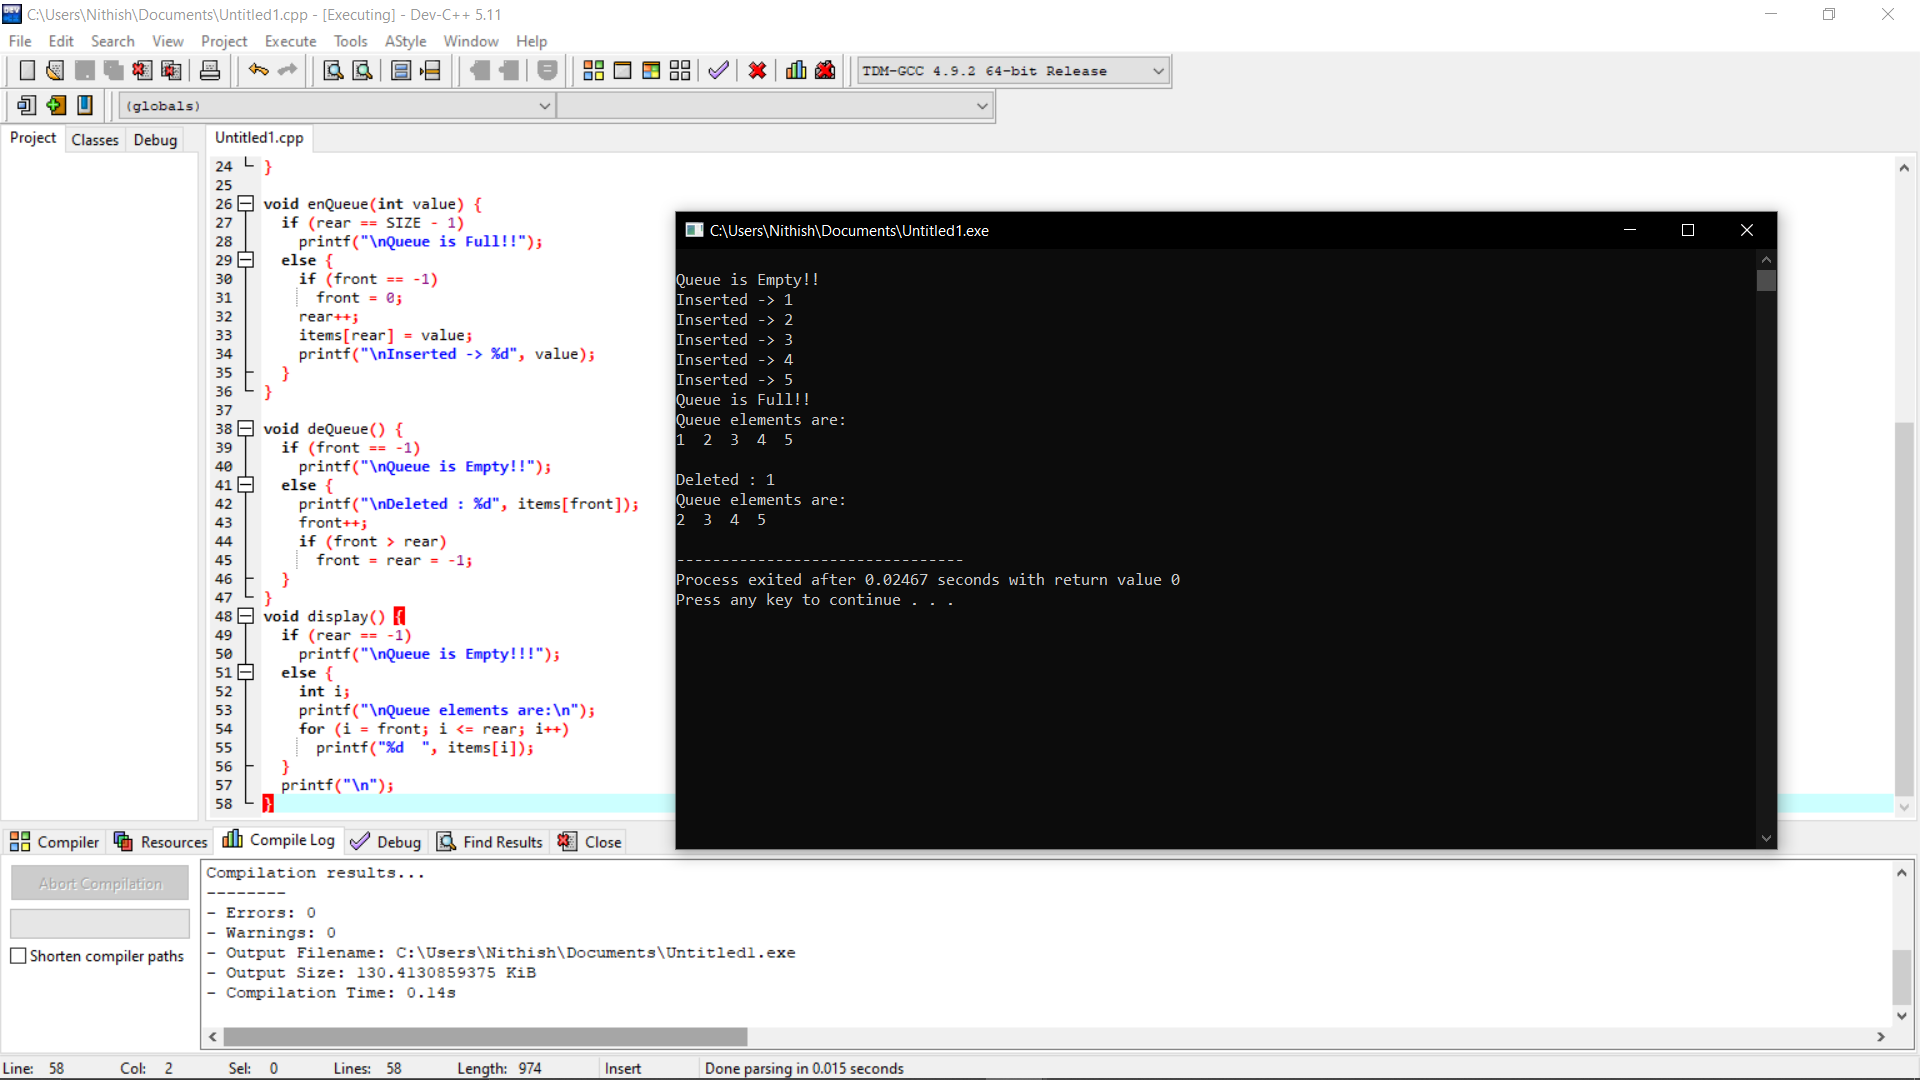 C:\Users\Nithish\Documents\Untitled1.cpp - [Executing] - Dev-C++ 5.11
File Edit Search View Project Execute Tools AStyle Window Help
TDM-GCC 4.9.2 64-bit Release
(globals)
Project Classes Debug
Untitled1.cpp
24 }
25
26 void enQueue(int value) {
27 if (rear == SIZE - 1)
28 printf("\nQueue is Full!!");
29 else {
30 if (front == -1)
31 front = 0;
32 rear++;
33 items[rear] = value;
34 printf("\nInserted -> %d", value);
35 }
36 }
37
38 void deQueue() {
39 if (front == -1)
40 printf("\nQueue is Empty!!");
41 else {
42 printf("\nDeleted : %d", items[front]);
43 front++;
44 if (front > rear)
45 front = rear = -1;
46 }
47 }
48 void display() {
49 if (rear == -1)
50 printf("\nQueue is Empty!!!");
51 else {
52 int i;
53 printf("\nQueue elements are:\n");
54 for (i = front; i <= rear; i++)
55 printf("%d  ", items[i]);
56 }
57 printf("\n");
58 }
C:\Users\Nithish\Documents\Untitled1.exe
Queue is Empty!!
Inserted -> 1
Inserted -> 2
Inserted -> 3
Inserted -> 4
Inserted -> 5
Queue is Full!!
Queue elements are:
1  2  3  4  5
Deleted : 1
Queue elements are:
2  3  4  5
--------------------------------
Process exited after 0.02467 seconds with return value 0
Press any key to continue . . .
Compiler Resources Compile Log Debug Find Results Close
Abort Compilation
Shorten compiler paths
Compilation results...
--------
- Errors: 0
- Warnings: 0
- Output Filename: C:\Users\Nithish\Documents\Untitled1.exe
- Output Size: 130.4130859375 KiB
- Compilation Time: 0.14s
Line: 58 Col: 2 Sel: 0 Lines: 58 Length: 974 Insert Done parsing in 0.015 seconds